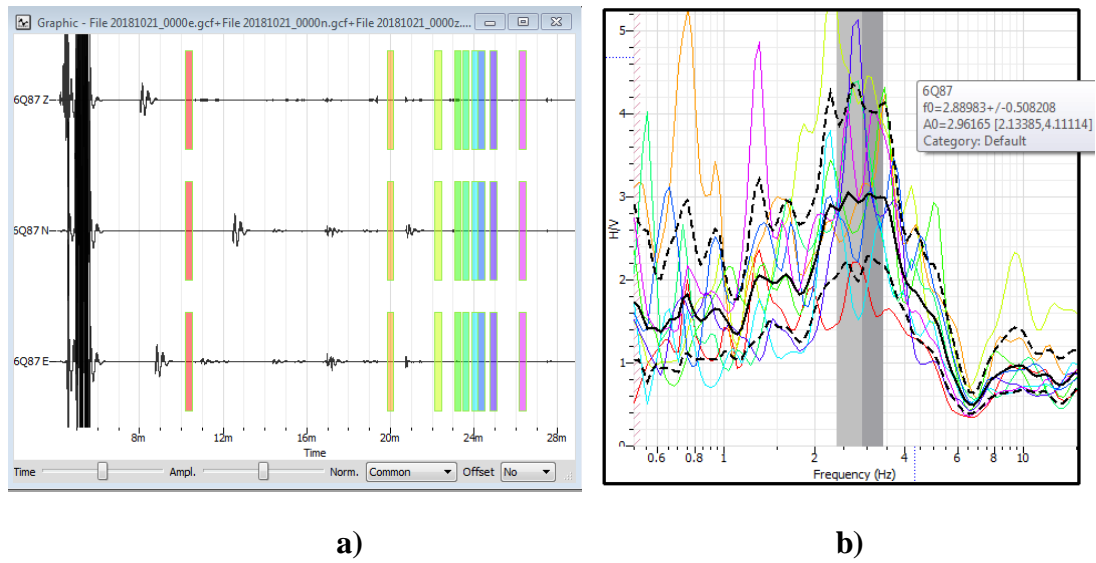 Graphic - File 20181021_0000e.gcf+File 20181021_0000n.gcf+File 20181021_0000z....
6Q87 Z
6Q87 N
6Q87 E
8m 12m 16m 20m 24m 28m
Time
Time Ampl. Norm. Common Offset No
a)
5
4
3
2
1
0
H/V
6Q87
f0=2.88983+/-0.508208
A0=2.96165 [2.13385,4.11114]
Category: Default
0.6 0.8 1 2 4 6 8 10
Frequency (Hz)
b)